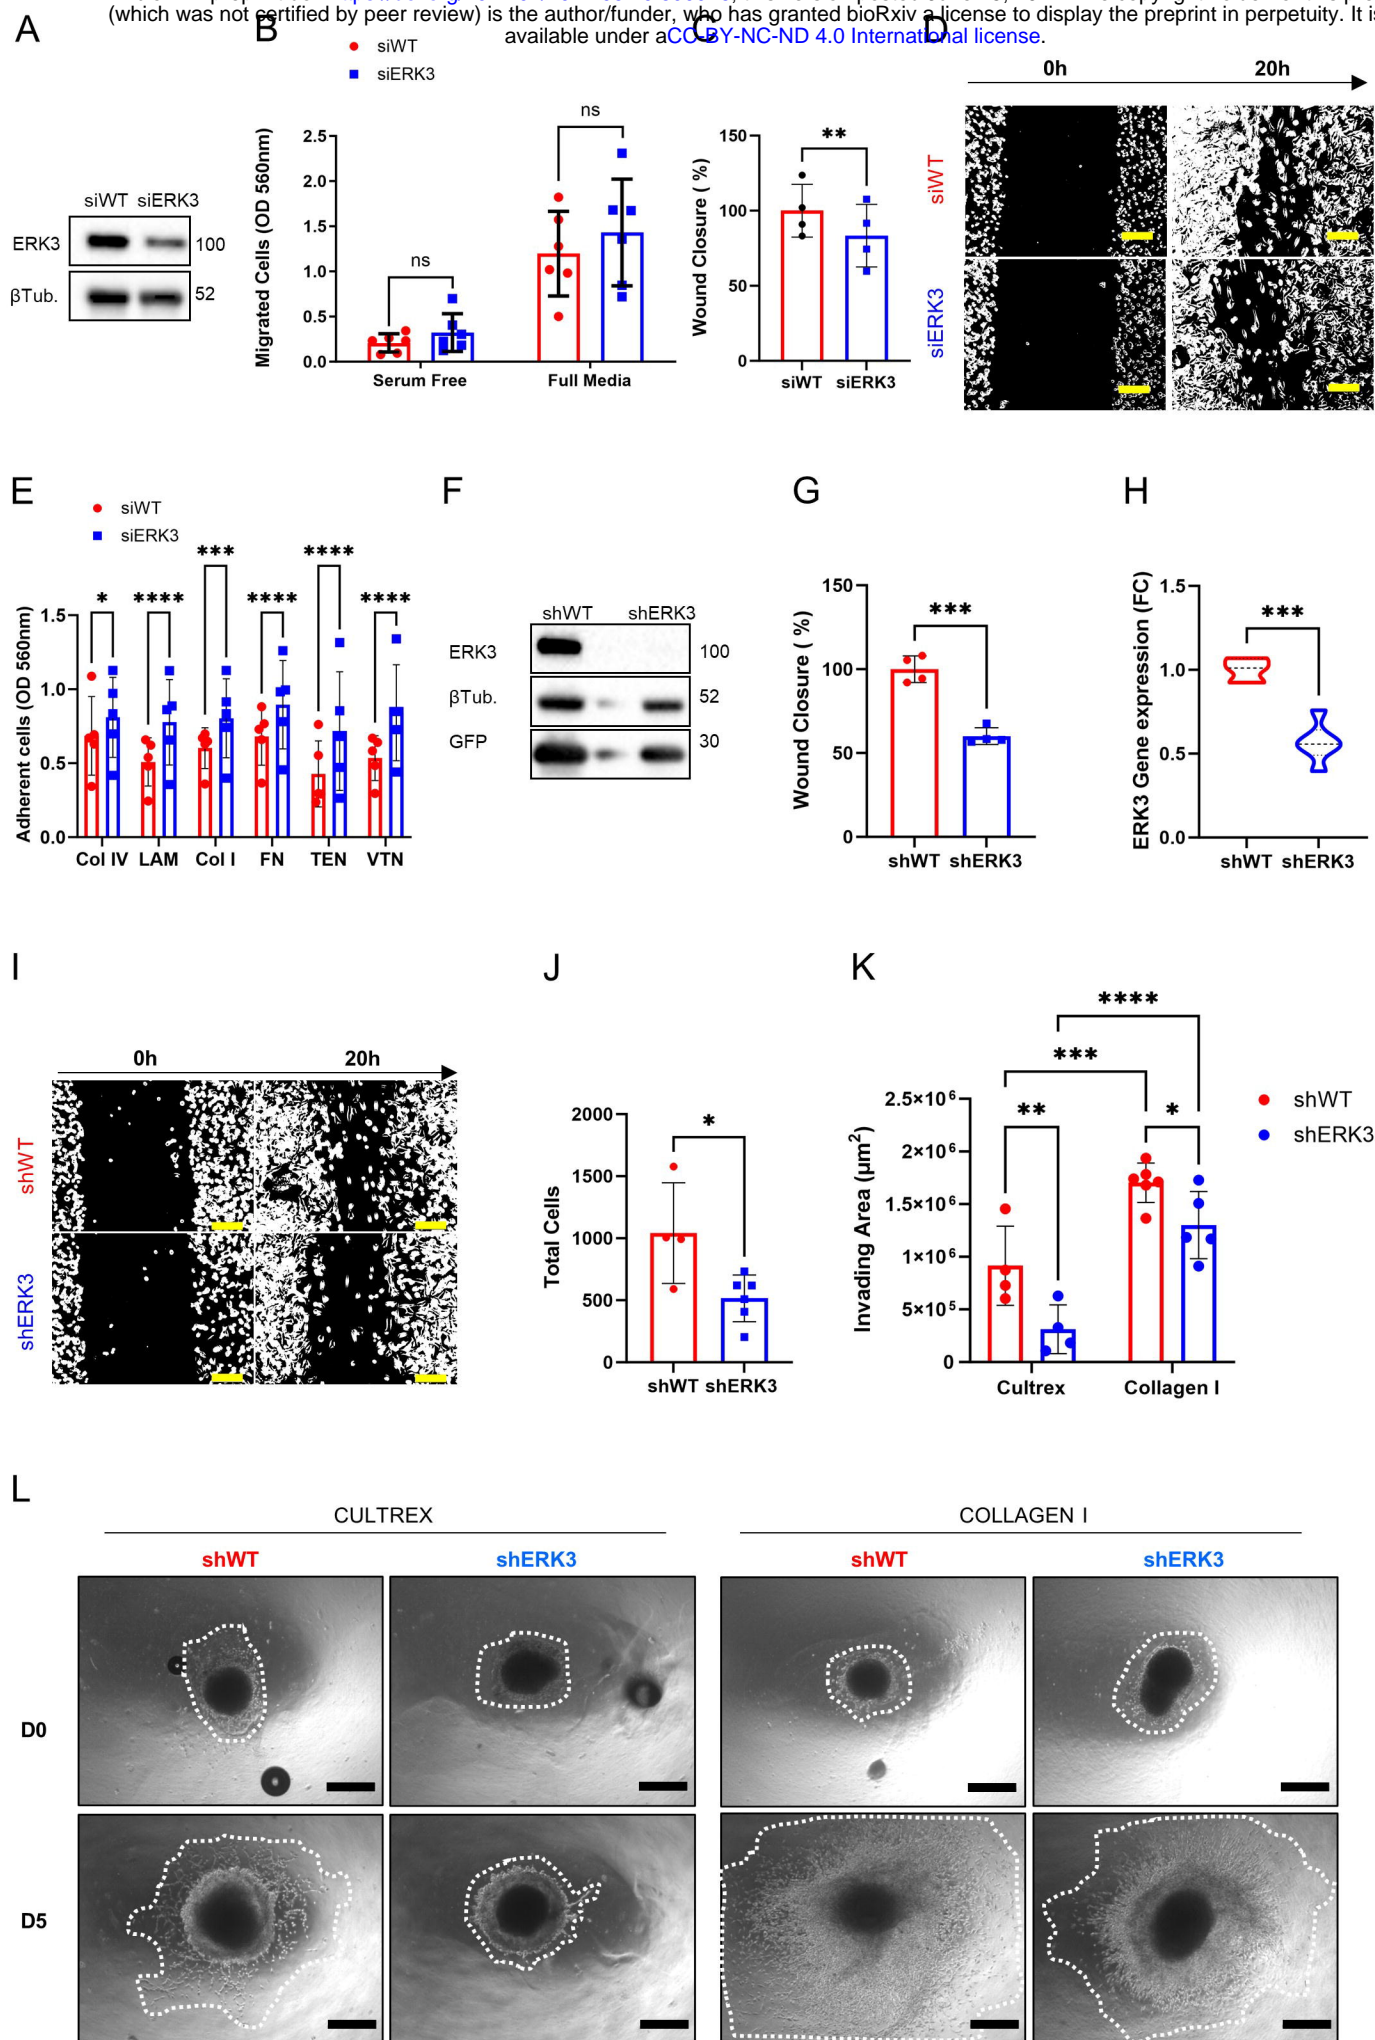 (which was not certified by peer review) is the author/funder, who has granted bioRxiv a license to display the preprint in perpetuity. It is
available under aCC-BY-NC-ND 4.0 International license.
A
siWT siERK3
ERK3 100
βTub. 52
B
siWT
siERK3
Migrated Cells (OD 560nm)
2.5
2.0
1.5
1.0
0.5
0.0
ns
ns
Serum Free Full Media
C
Wound Closure ( %)
150
100
50
0
**
siWT siERK3
D
0h 20h
siWT
siERK3
E
siWT
siERK3
Adherent cells (OD 560nm)
1.5
1.0
0.5
0.0
* **** *** **** **** ****
Col IV LAM Col I FN TEN VTN
F
shWT shERK3
ERK3 100
βTub. 52
GFP 30
G
Wound Closure ( %)
150
100
50
0
***
shWT shERK3
H
ERK3 Gene expression (FC)
1.5
1.0
0.5
0.0
***
shWT shERK3
I
0h 20h
shWT
shERK3
J
Total Cells
2000
1500
1000
500
0
*
shWT shERK3
K
Invading Area (µm²)
2.5×10⁶
2×10⁶
1.5×10⁶
1×10⁶
5×10⁵
0
****
***
** *
Cultrex Collagen I
shWT
shERK3
L
CULTREX COLLAGEN I
shWT shERK3 shWT shERK3
D0
D5